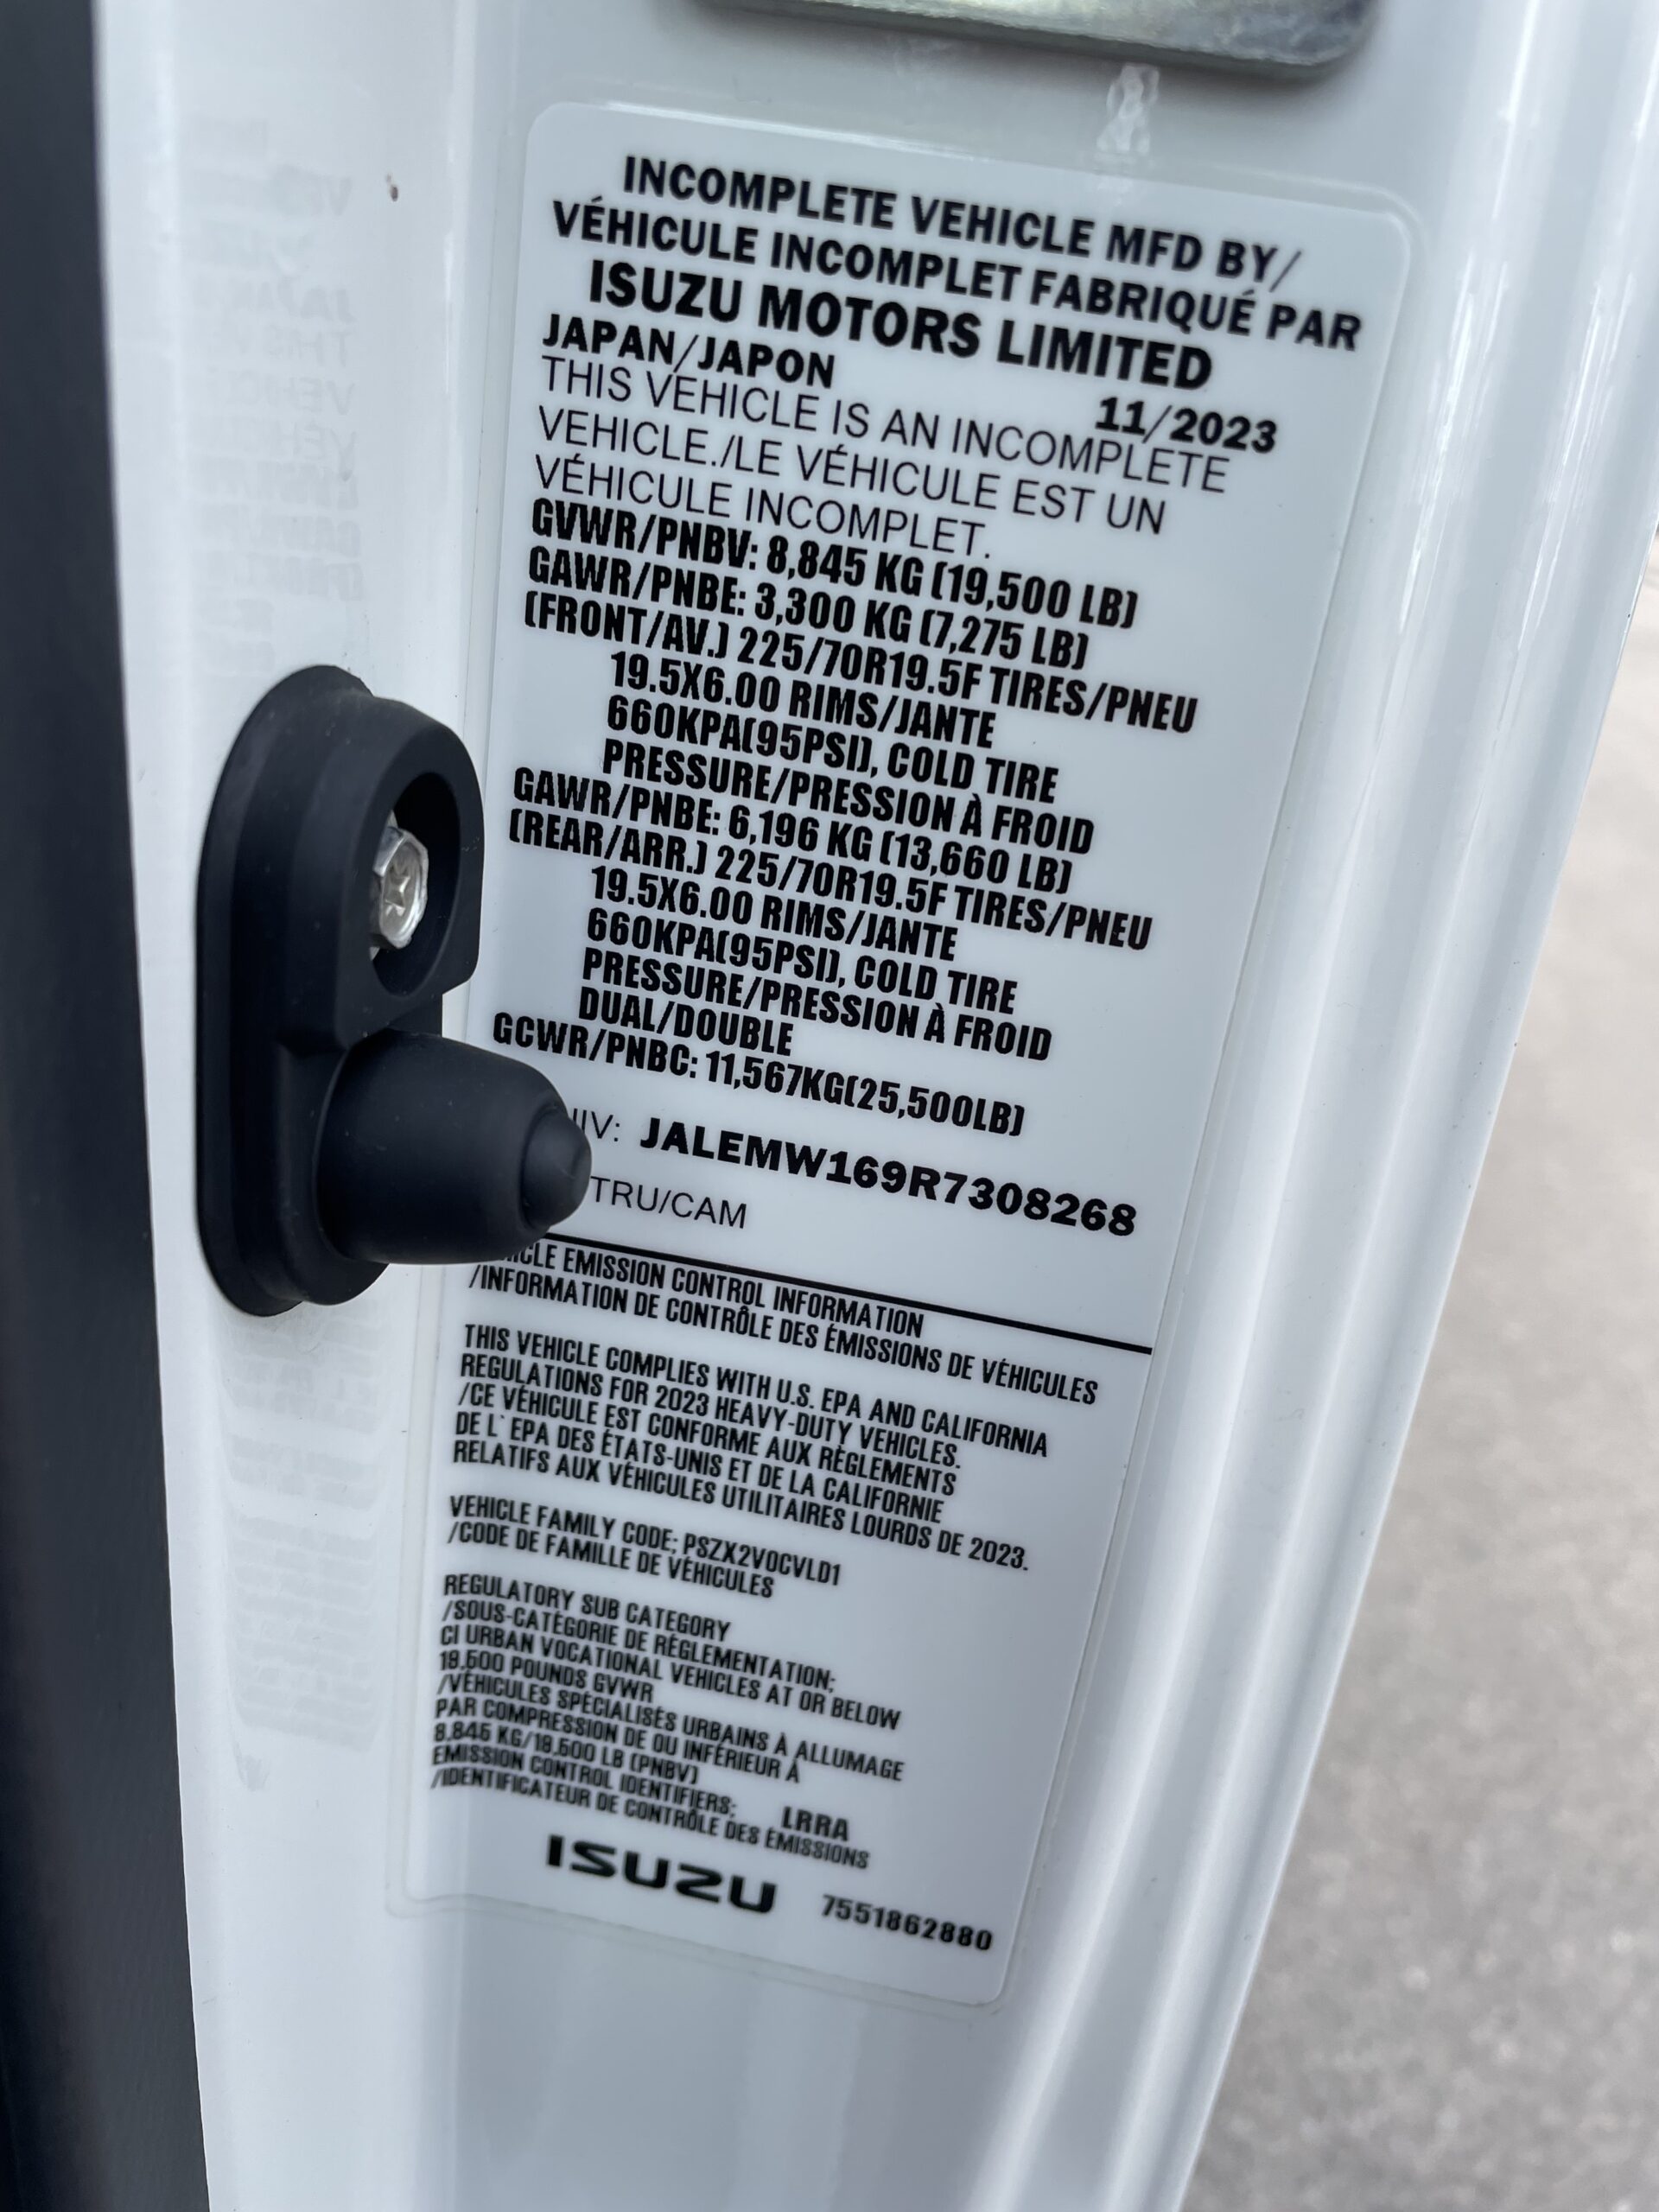 INCOMPLETE VEHICLE MFD BY/
VÉHICULE INCOMPLET FABRIQUÉ PAR
ISUZU MOTORS LIMITED
JAPAN/JAPON 11/2023
THIS VEHICLE IS AN INCOMPLETE
VEHICLE./LE VÉHICULE EST UN
VÉHICULE INCOMPLET.
GVWR/PNBV: 8,845 KG (19,500 LB)
GAWR/PNBE: 3,300 KG (7,275 LB)
(FRONT/AV.) 225/70R19.5F TIRES/PNEU
19.5X6.00 RIMS/JANTE
660KPA(95PSI), COLD TIRE
PRESSURE/PRESSION À FROID
GAWR/PNBE: 6,196 KG (13,660 LB)
(REAR/ARR.) 225/70R19.5F TIRES/PNEU
19.5X6.00 RIMS/JANTE
660KPA(95PSI), COLD TIRE
PRESSURE/PRESSION À FROID
DUAL/DOUBLE
GCWR/PNBC: 11,567KG(25,500LB)
JALEMW169R7308268
TRU/CAM
EMISSION CONTROL INFORMATION
/INFORMATION DE CONTRÔLE DES ÉMISSIONS DE VÉHICULES
THIS VEHICLE COMPLIES WITH U.S. EPA AND CALIFORNIA
REGULATIONS FOR 2023 HEAVY-DUTY VEHICLES.
/CE VÉHICULE EST CONFORME AUX RÈGLEMENTS
DE L`EPA DES ÉTATS-UNIS ET DE LA CALIFORNIE
RELATIFS AUX VÉHICULES UTILITAIRES LOURDS DE 2023.
VEHICLE FAMILY CODE; PSZX2VOCVLD1
/CODE DE FAMILLE DE VÉHICULES
REGULATORY SUB CATEGORY
/SOUS-CATÉGORIE DE RÉGLEMENTATION;
CI URBAN VOCATIONAL VEHICLES AT OR BELOW
19,500 POUNDS GVWR
/VÉHICULES SPÉCIALISÉS URBAINS À ALLUMAGE
PAR COMPRESSION DE OU INFÉRIEUR À
8,845 KG/19,500 LB (PNBV)
EMISSION CONTROL IDENTIFIERS; LRRA
/IDENTIFICATEUR DE CONTRÔLE DES ÉMISSIONS
ISUZU 7551862880